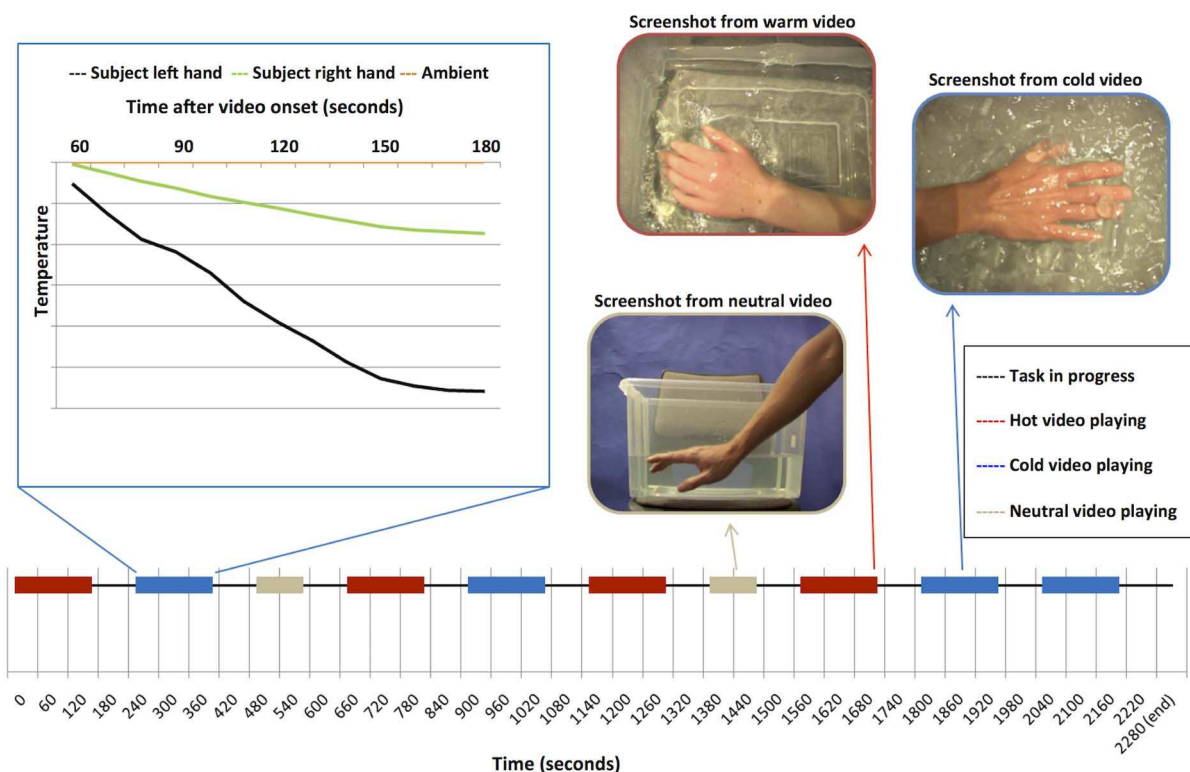 Screenshot from warm video
Screenshot from cold video
--- Subject left hand --- Subject right hand --- Ambient
Time after video onset (seconds)
60 90 120 150 180
Temperature
Screenshot from neutral video
----- Task in progress
----- Hot video playing
----- Cold video playing
----- Neutral video playing
0 60 120 180 240 300 360 420 480 540 600 660 720 780 840 900 960 1020 1080 1140 1200 1260 1320 1380 1440 1500 1560 1620 1680 1740 1800 1860 1920 1980 2040 2100 2160 2220 2280 (end)
Time (seconds)